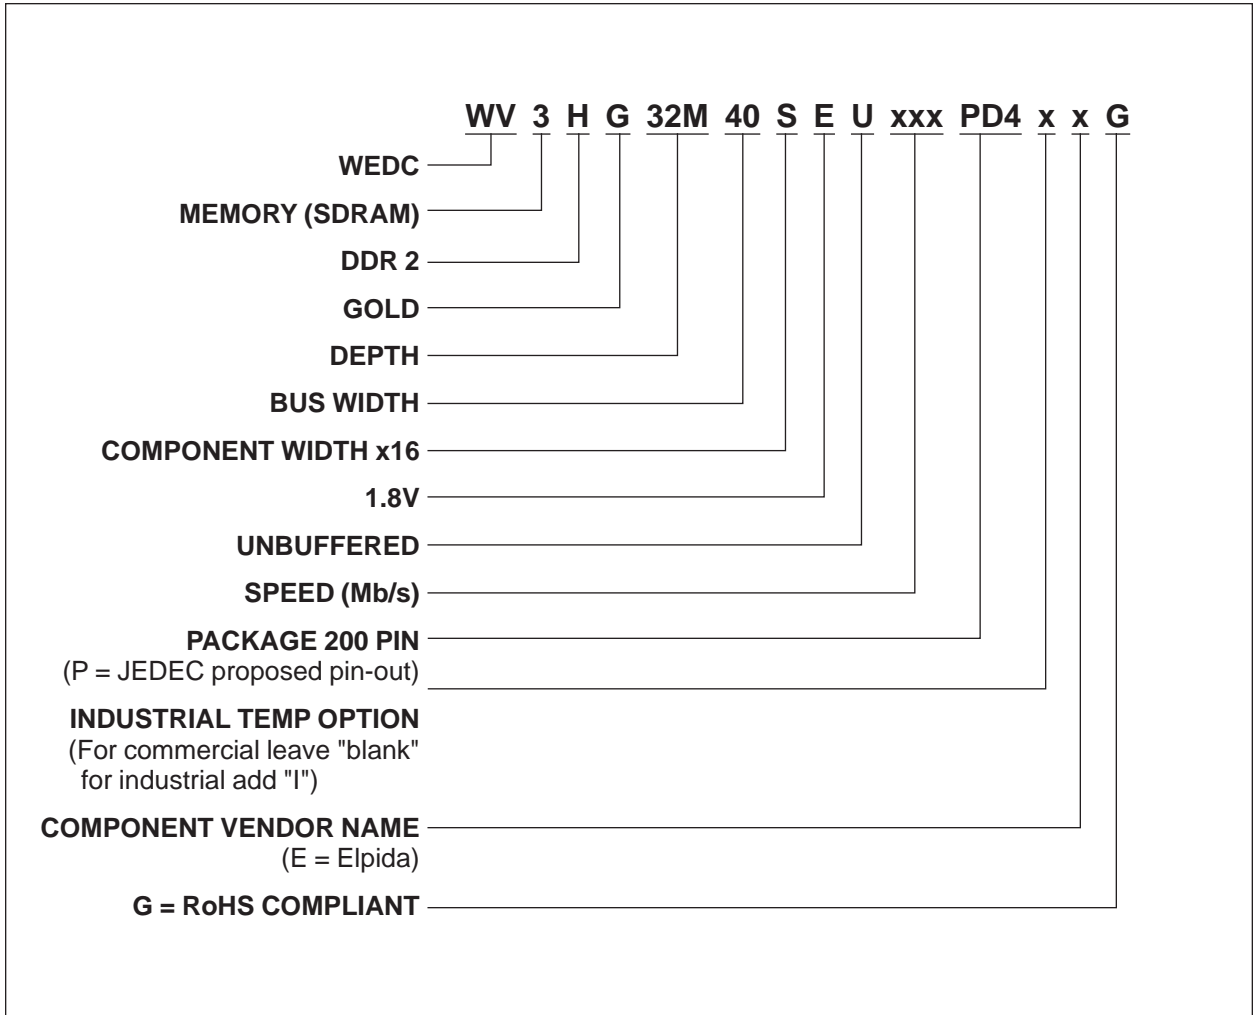 WV 3 H G 32M 40 S E U xxx PD4 x x G
WEDC
MEMORY (SDRAM)
DDR 2
GOLD
DEPTH
BUS WIDTH
COMPONENT WIDTH x16
1.8V
UNBUFFERED
SPEED (Mb/s)
PACKAGE 200 PIN
(P = JEDEC proposed pin-out)
INDUSTRIAL TEMP OPTION
(For commercial leave "blank"
for industrial add "I")
COMPONENT VENDOR NAME
(E = Elpida)
G = RoHS COMPLIANT